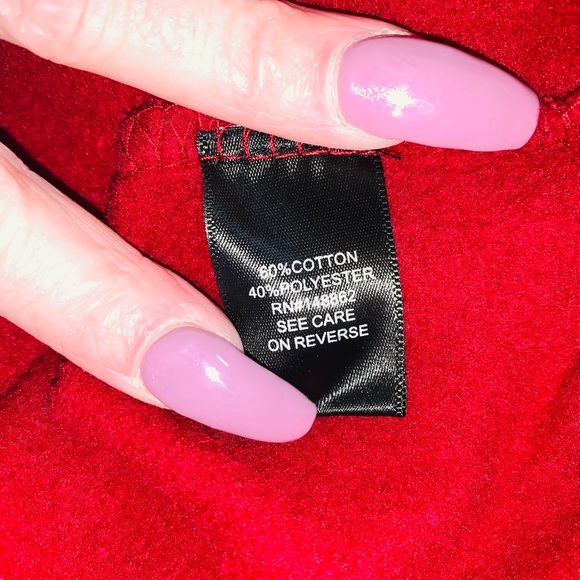 60%COTTON
40%POLYESTER
RN#148862
SEE CARE
ON REVERSE